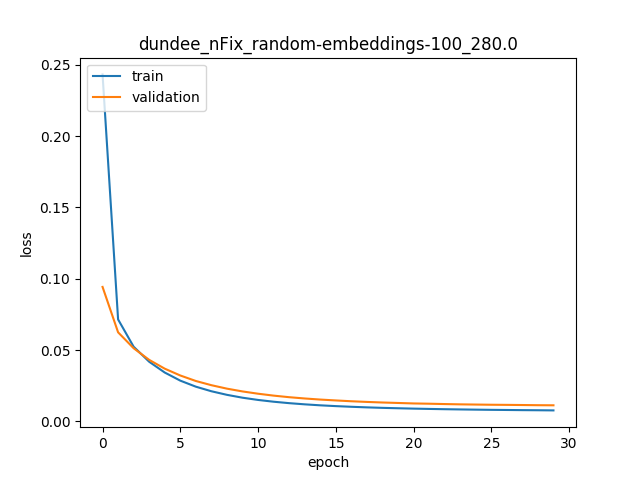 dundee_nFix_random-embeddings-100_280.0
train
validation
0.25
0.20
0.15
0.10
0.05
0.00
loss
0 5 10 15 20 25 30
epoch